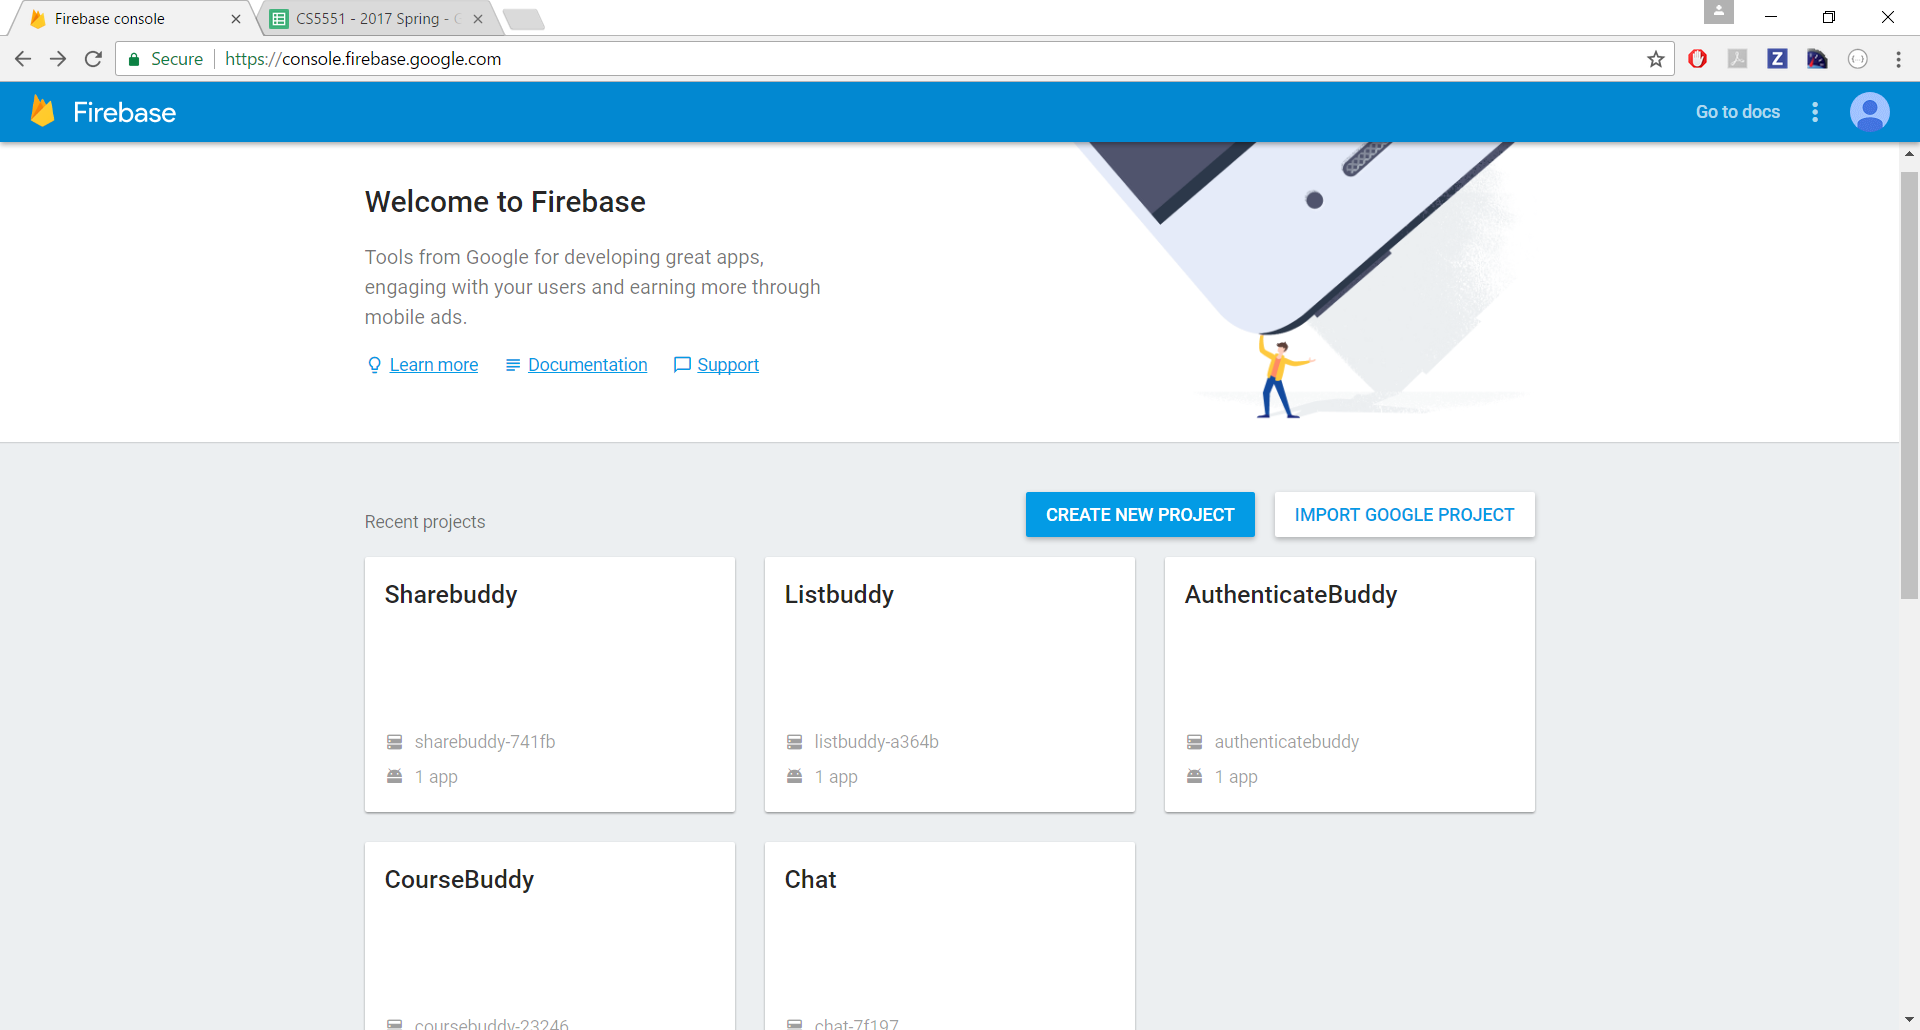 Firebase console
CS5551 - 2017 Spring -
Secure
https://console.firebase.google.com
Z
Firebase
Go to docs
Welcome to Firebase
Tools from Google for developing great apps,
engaging with your users and earning more through
mobile ads.
Learn more
Documentation
Support
Recent projects
CREATE NEW PROJECT
IMPORT GOOGLE PROJECT
Sharebuddy
Listbuddy
AuthenticateBuddy
sharebuddy-741fb
listbuddy-a364b
authenticatebuddy
1 app
1 app
1 app
CourseBuddy
Chat
coursebuddy-23246
chat-7f197